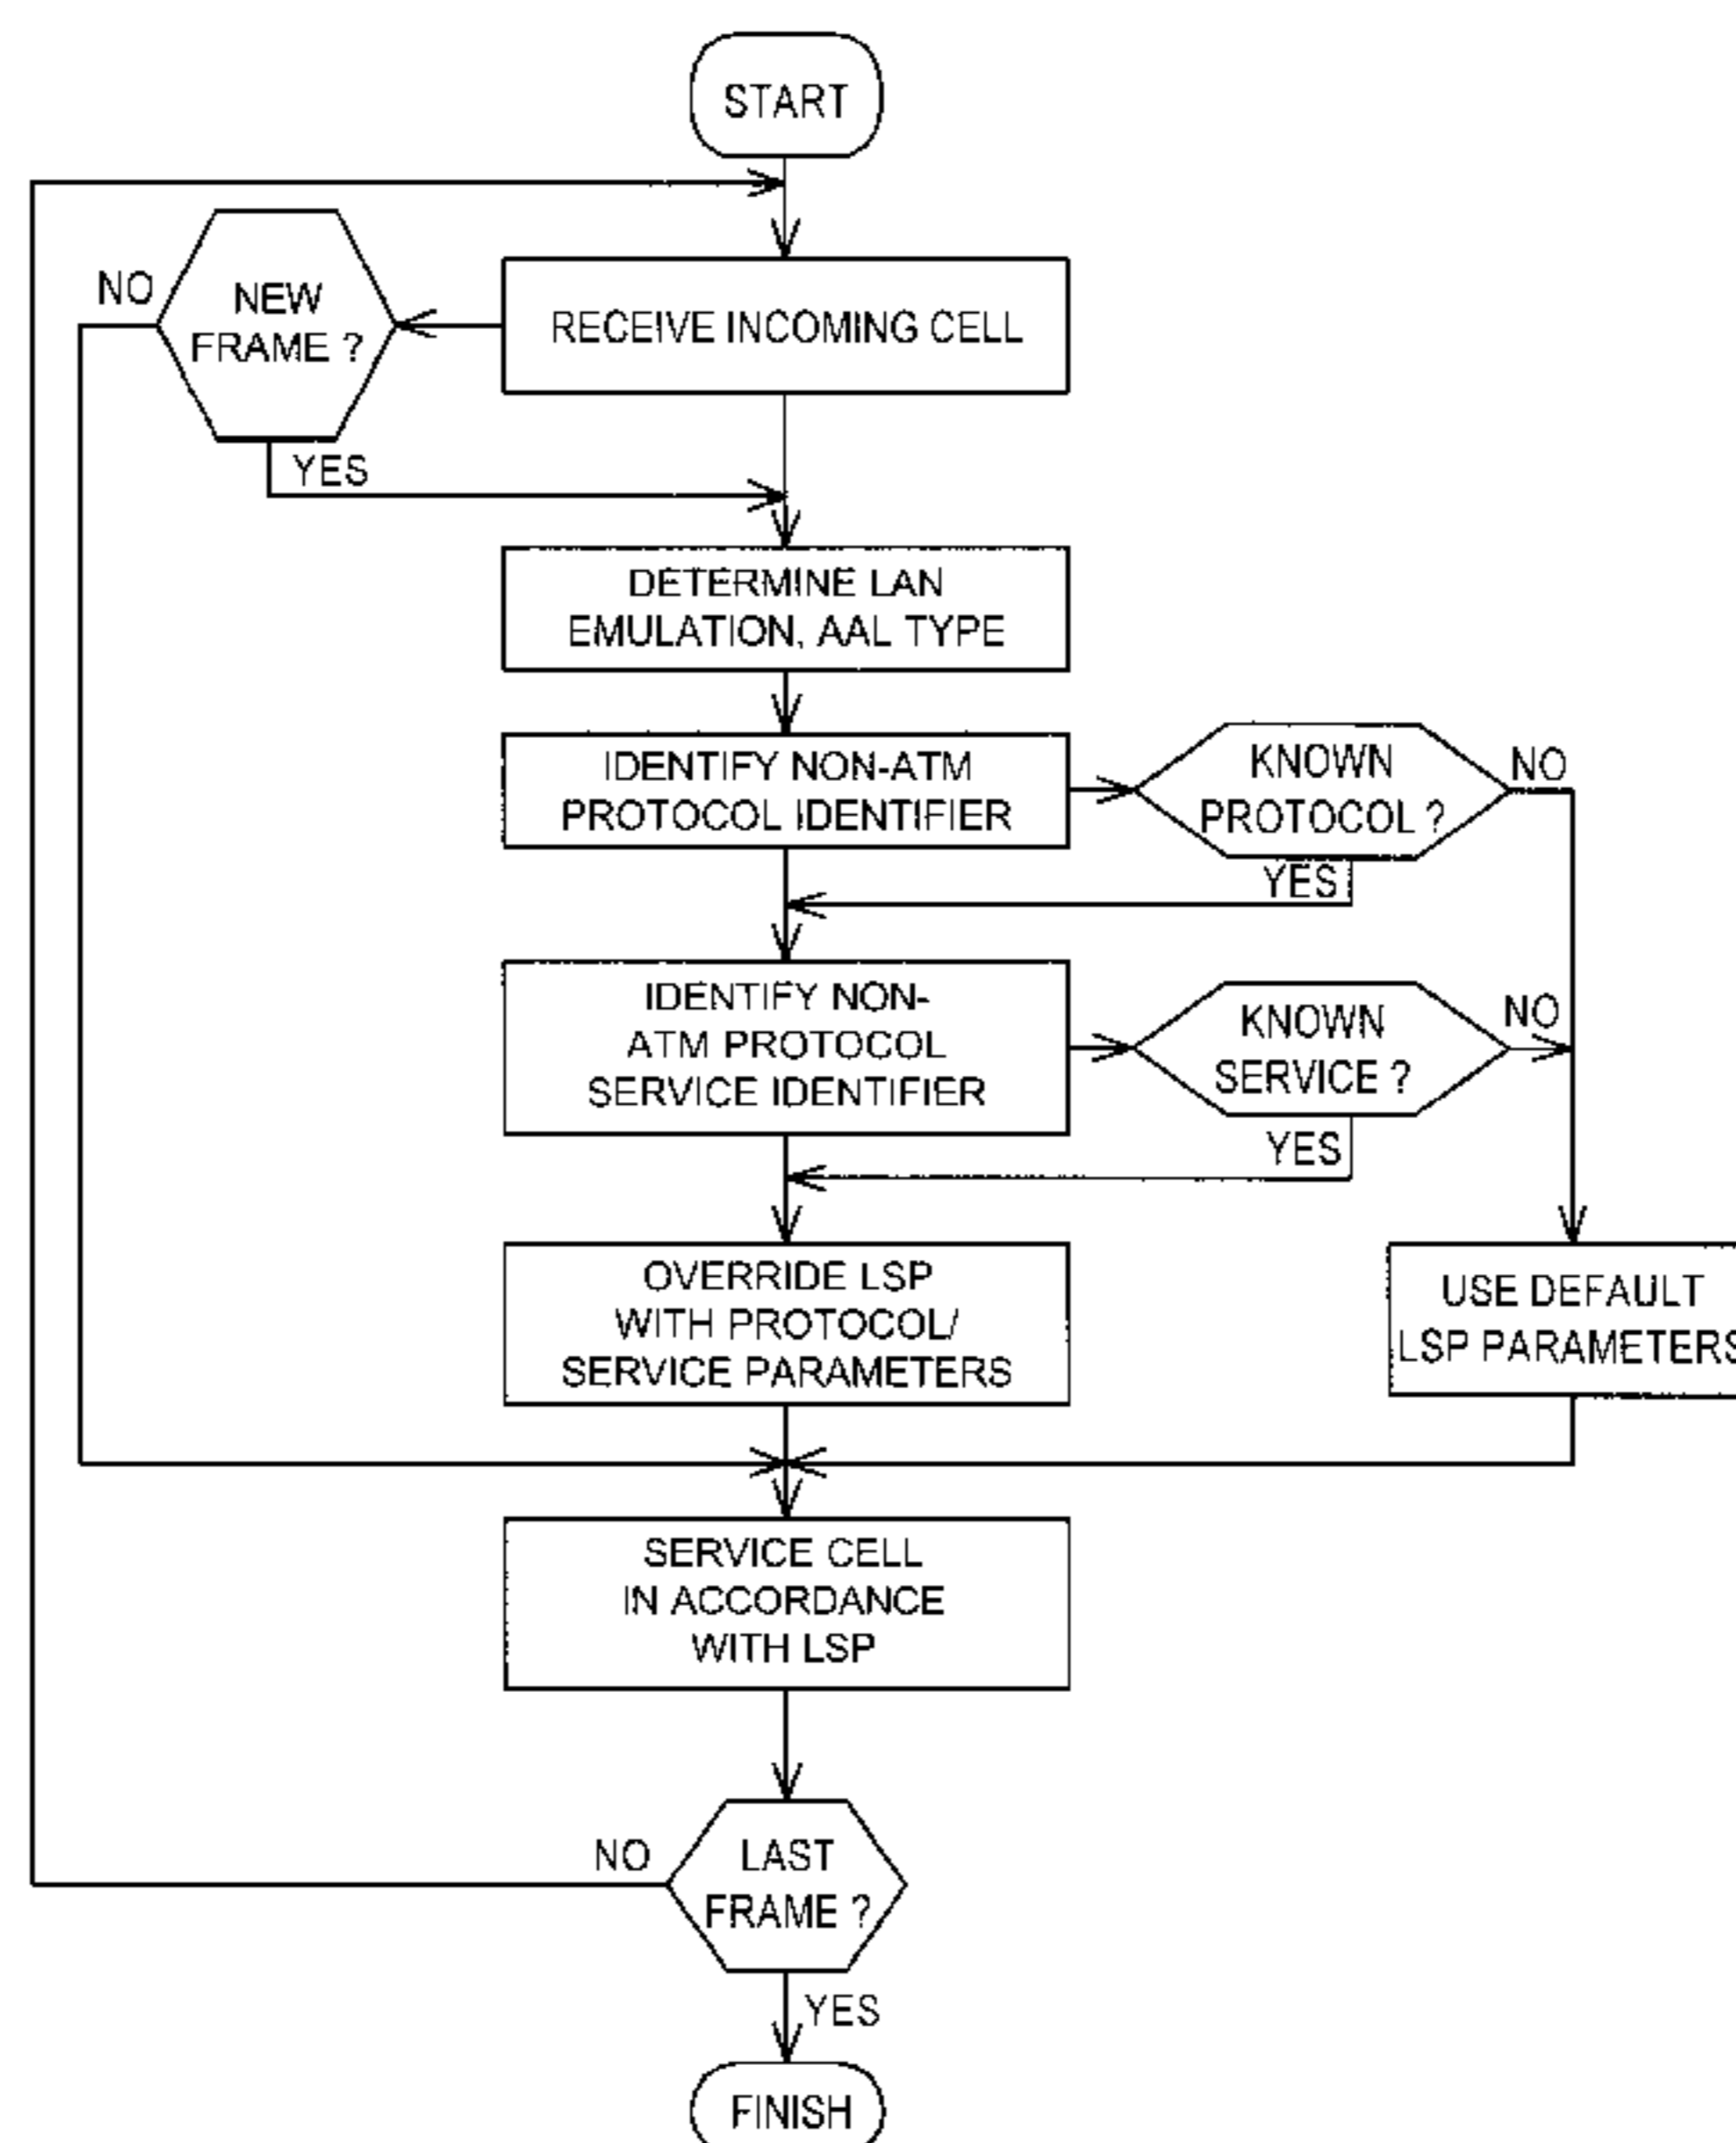 START
NO
NEW
FRAME ?
RECEIVE INCOMING CELL
YES
DETERMINE LAN
EMULATION, AAL TYPE
IDENTIFY NON-ATM
PROTOCOL IDENTIFIER
KNOWN
PROTOCOL ?
NO
YES
IDENTIFY NON-
ATM PROTOCOL
SERVICE IDENTIFIER
KNOWN
SERVICE ?
NO
YES
OVERRIDE LSP
WITH PROTOCOL/
SERVICE PARAMETERS
USE DEFAULT
LSP PARAMETERS
SERVICE CELL
IN ACCORDANCE
WITH LSP
NO
LAST
FRAME ?
YES
FINISH